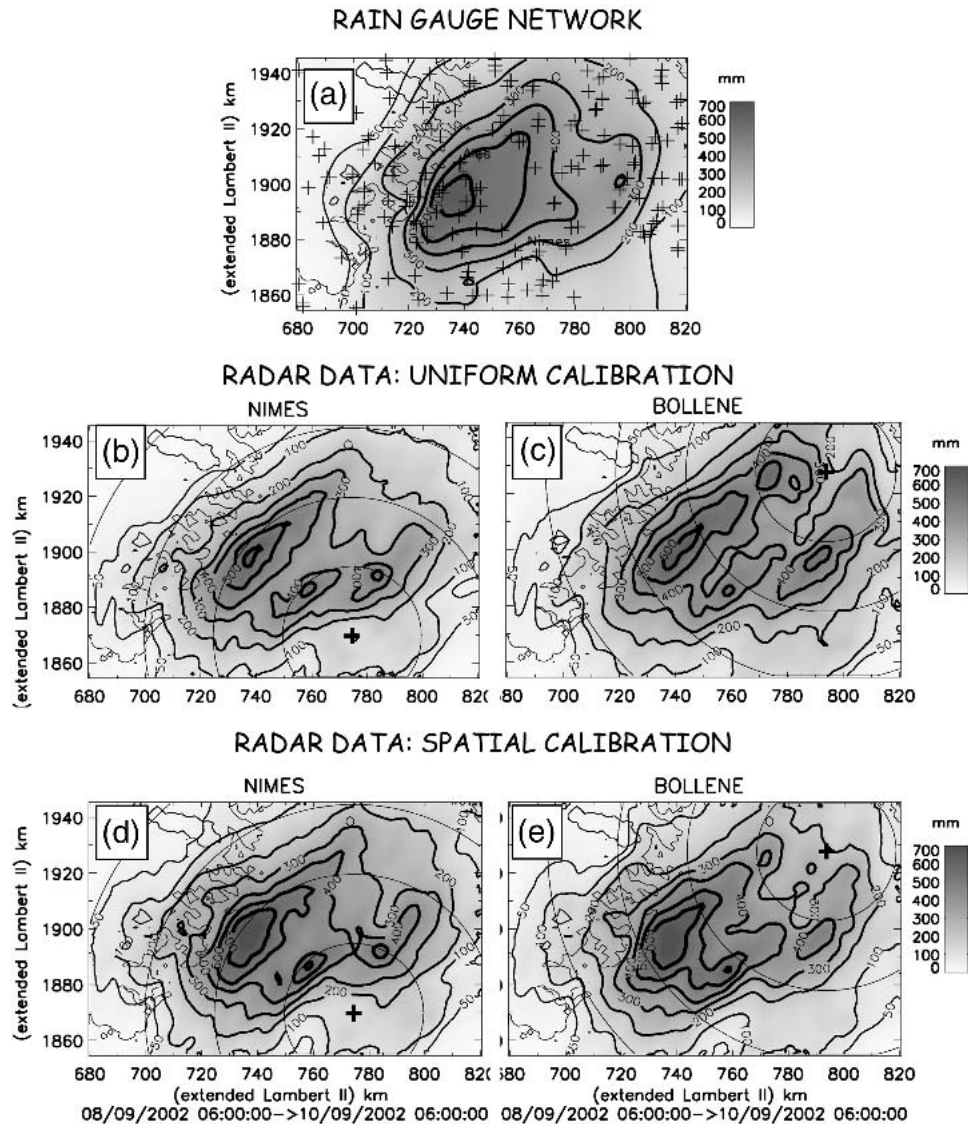 RAIN GAUGE NETWORK
(a)
1940
1920
1900
1880
1860
(extended Lambert II) km
680 700 720 740 760 780 800 820
Ales
Nimes
mm
700
600
500
400
300
200
100
0
RADAR DATA: UNIFORM CALIBRATION
NIMES BOLLENE
(b) (c)
1940
1920
1900
1880
1860
(extended Lambert II) km
680 700 720 740 760 780 800 820
680 700 720 740 760 780 800 820
mm
700
600
500
400
300
200
100
0
RADAR DATA: SPATIAL CALIBRATION
NIMES BOLLENE
(d) (e)
1940
1920
1900
1880
1860
(extended Lambert II) km
680 700 720 740 760 780 800 820
680 700 720 740 760 780 800 820
(extended Lambert II) km (extended Lambert II) km
08/09/2002 06:00:00->10/09/2002 06:00:00 08/09/2002 06:00:00->10/09/2002 06:00:00
mm
700
600
500
400
300
200
100
0